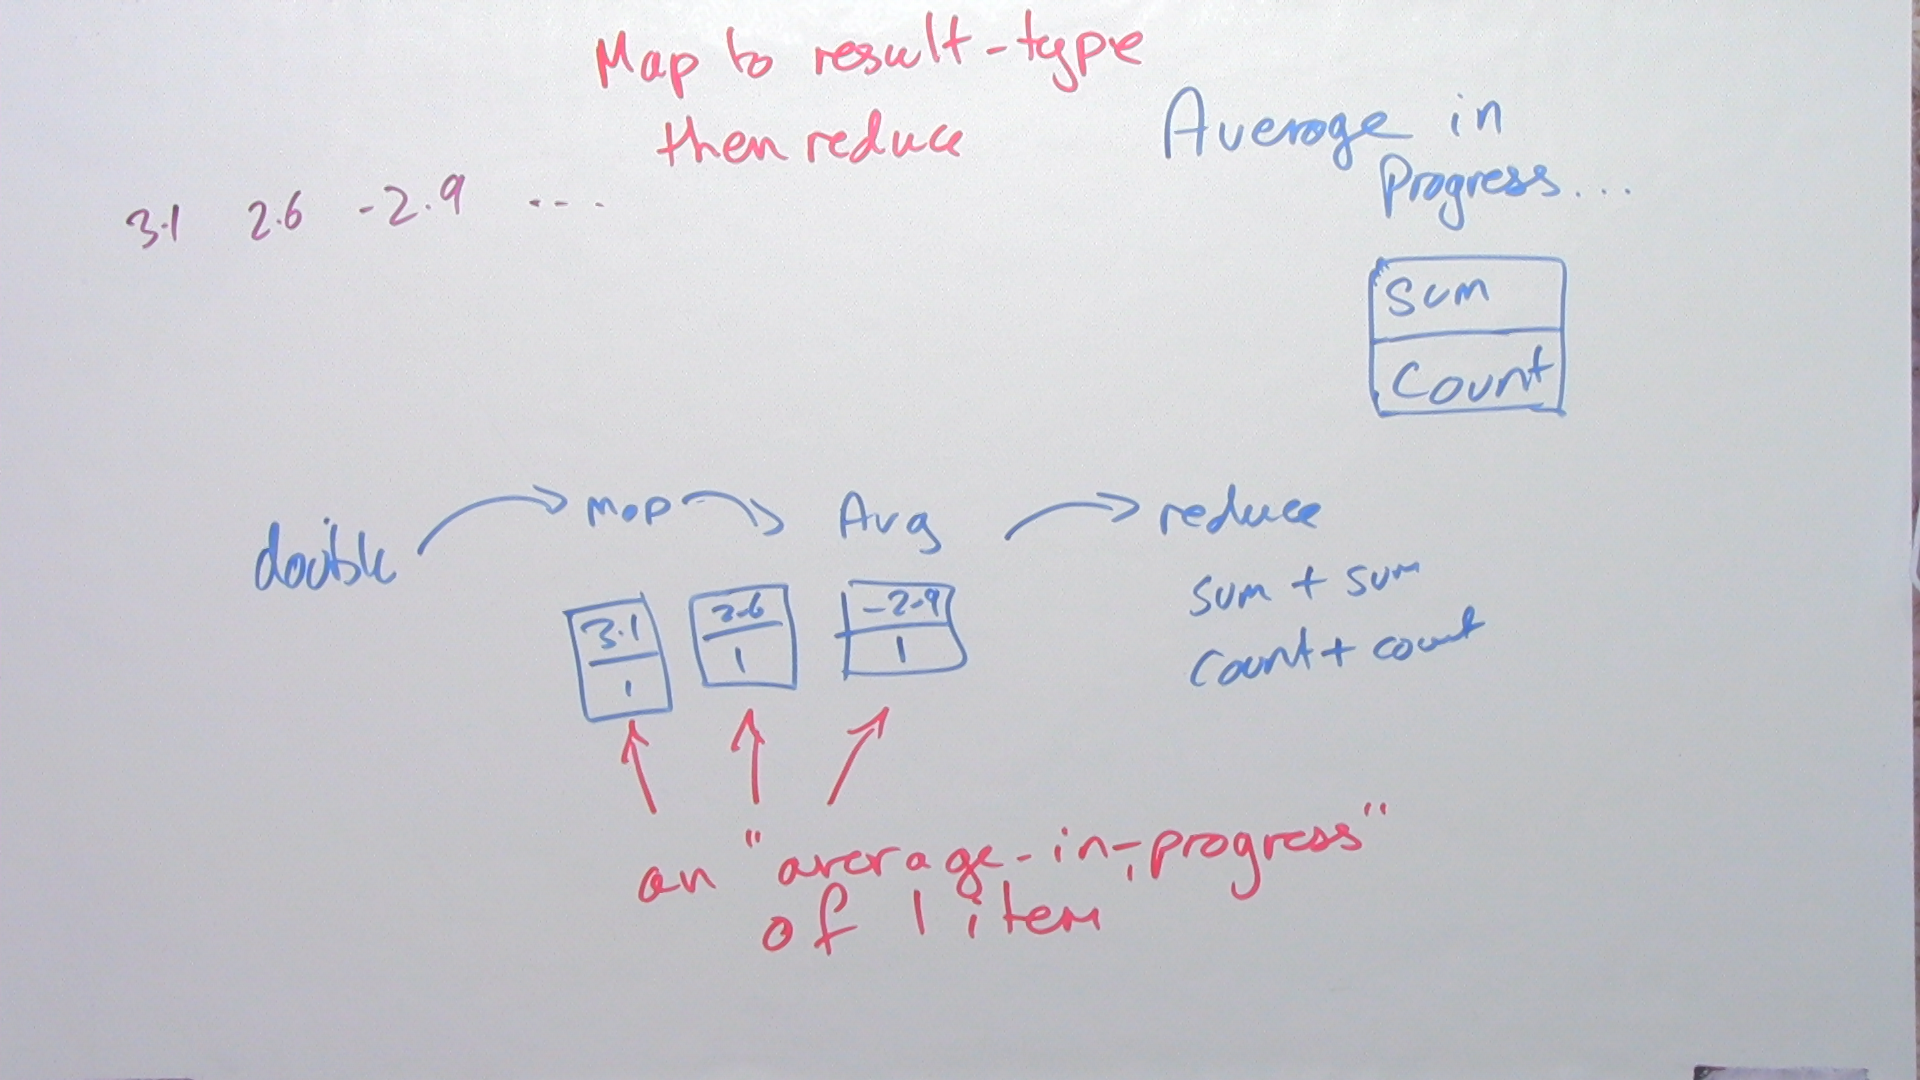 Map to result-type
then reduce
Average in
Progress...
3.1 2.6 -2.9 ...
sum
count
double map Avg reduce
3.1 2.6 -2.9
1 1 1
sum + sum
count + count
an "average-in-progress"
of 1 item